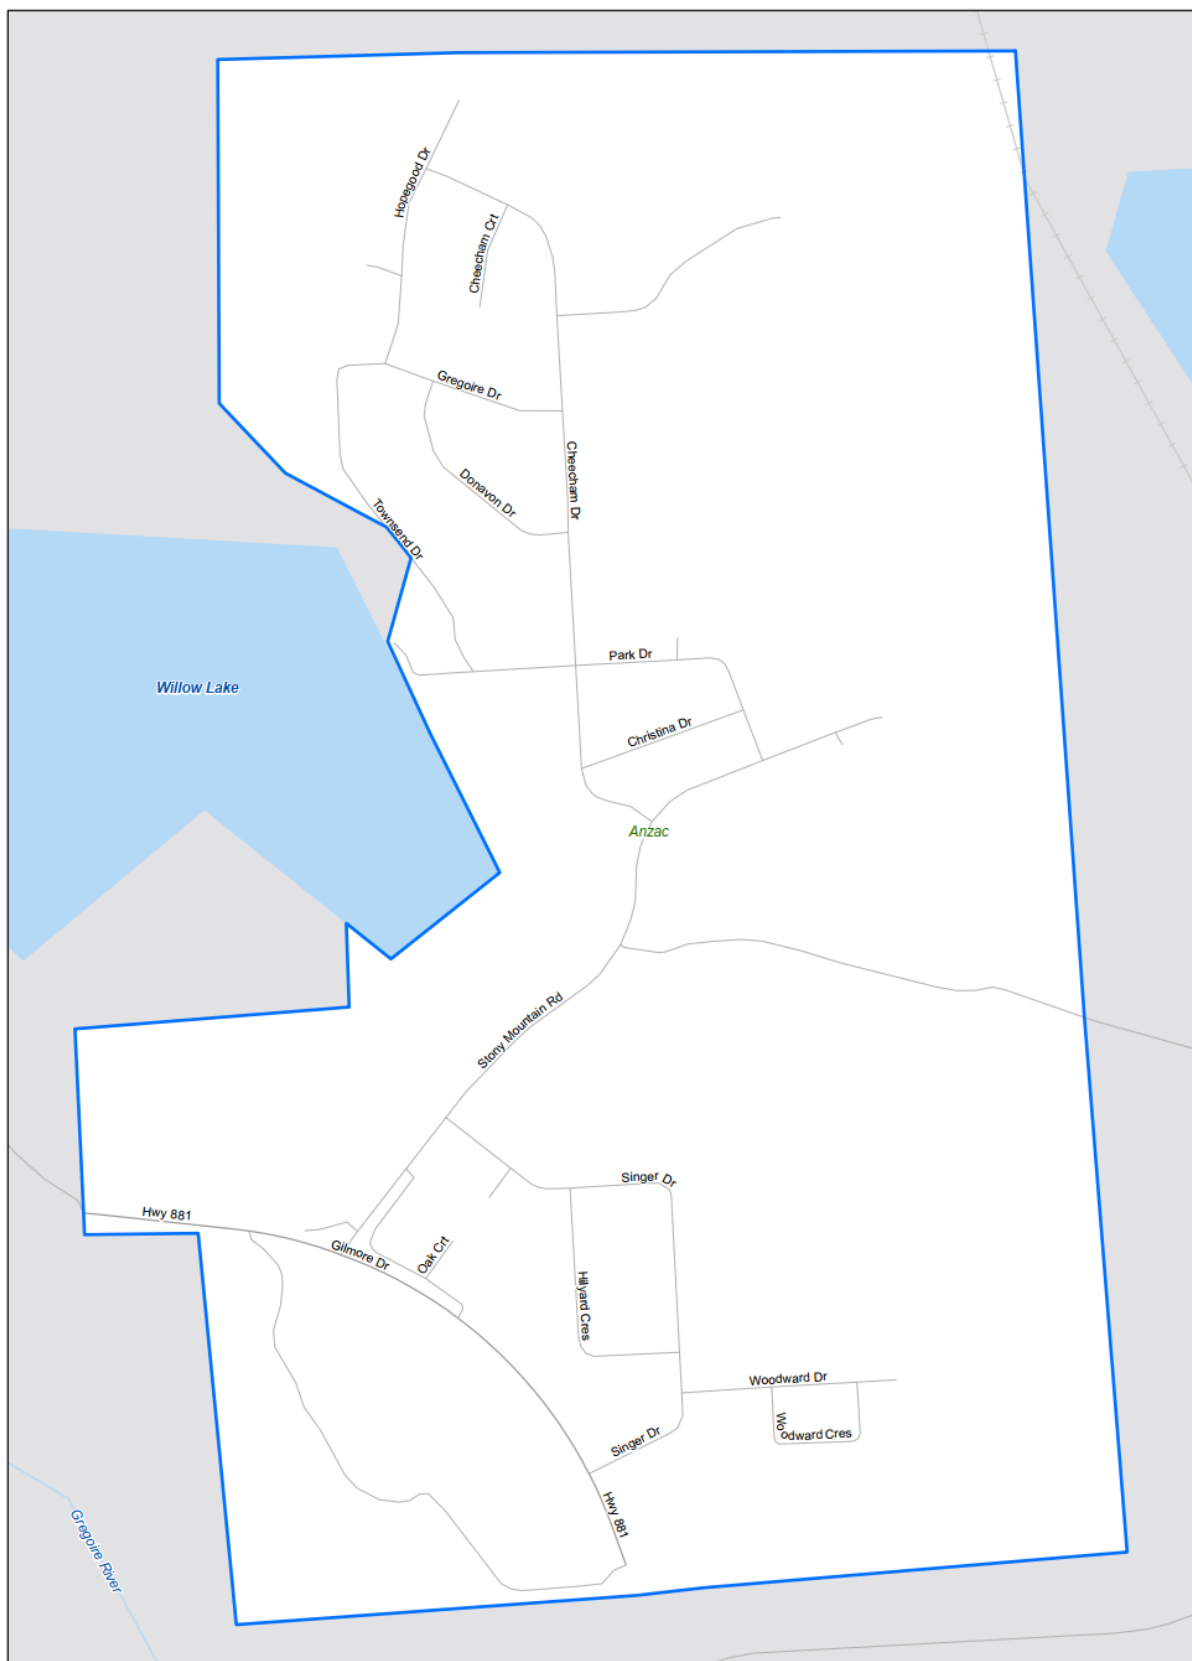 Hopegood Dr
Cheecham Crt
Gregoire Dr
Cheecham Dr
Donavon Dr
Townsend Dr
Park Dr
Willow Lake
Christina Dr
Anzac
Stony Mountain Rd
Singer Dr
Hwy 881
Gilmore Dr
Oak Crt
Hillyard Cres
Woodward Dr
Woodward Cres
Singer Dr
Hwy 881
Gregoire River